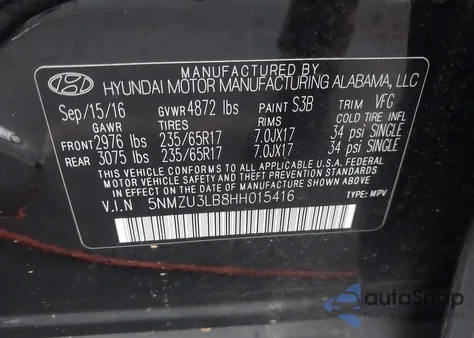 MANUFACTURED BY
HYUNDAI MOTOR MANUFACTURING ALABAMA, LLC
Sep/15/16 GVWR 4872 lbs PAINT S3B TRIM VFC
GAWR TIRES RIMS COLD TIRE INFL
FRONT 2976 lbs 235/65R17 7.0JX17 34 psi SINGLE
REAR 3075 lbs 235/65R17 7.0JX17 34 psi SINGLE
THIS VEHICLE CONFORMS TO ALL APPLICABLE U.S.A. FEDERAL
MOTOR VEHICLE SAFETY AND THEFT PREVENTION STANDARDS
IN EFFECT ON THE DATE OF MANUFACTURE SHOWN ABOVE.
V.I.N 5NMZU3LB8HH015416 TYPE: MPV
autoSnap